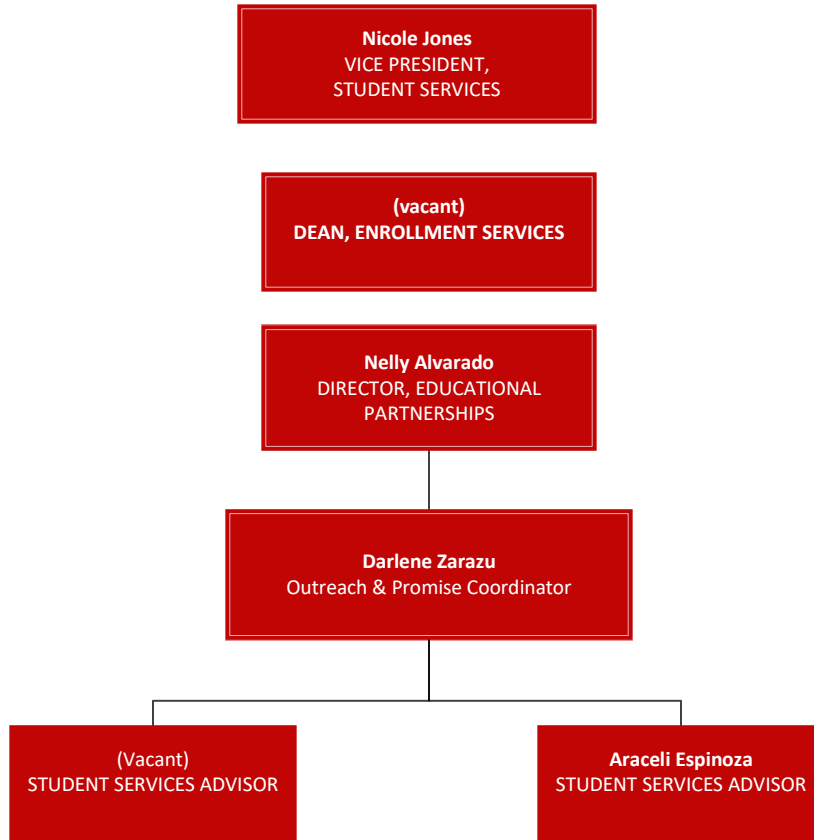 Nicole Jones
VICE PRESIDENT,
STUDENT SERVICES
(vacant)
DEAN, ENROLLMENT SERVICES
Nelly Alvarado
DIRECTOR, EDUCATIONAL
PARTNERSHIPS
Darlene Zarazu
Outreach & Promise Coordinator
(Vacant)
STUDENT SERVICES ADVISOR
Araceli Espinoza
STUDENT SERVICES ADVISOR